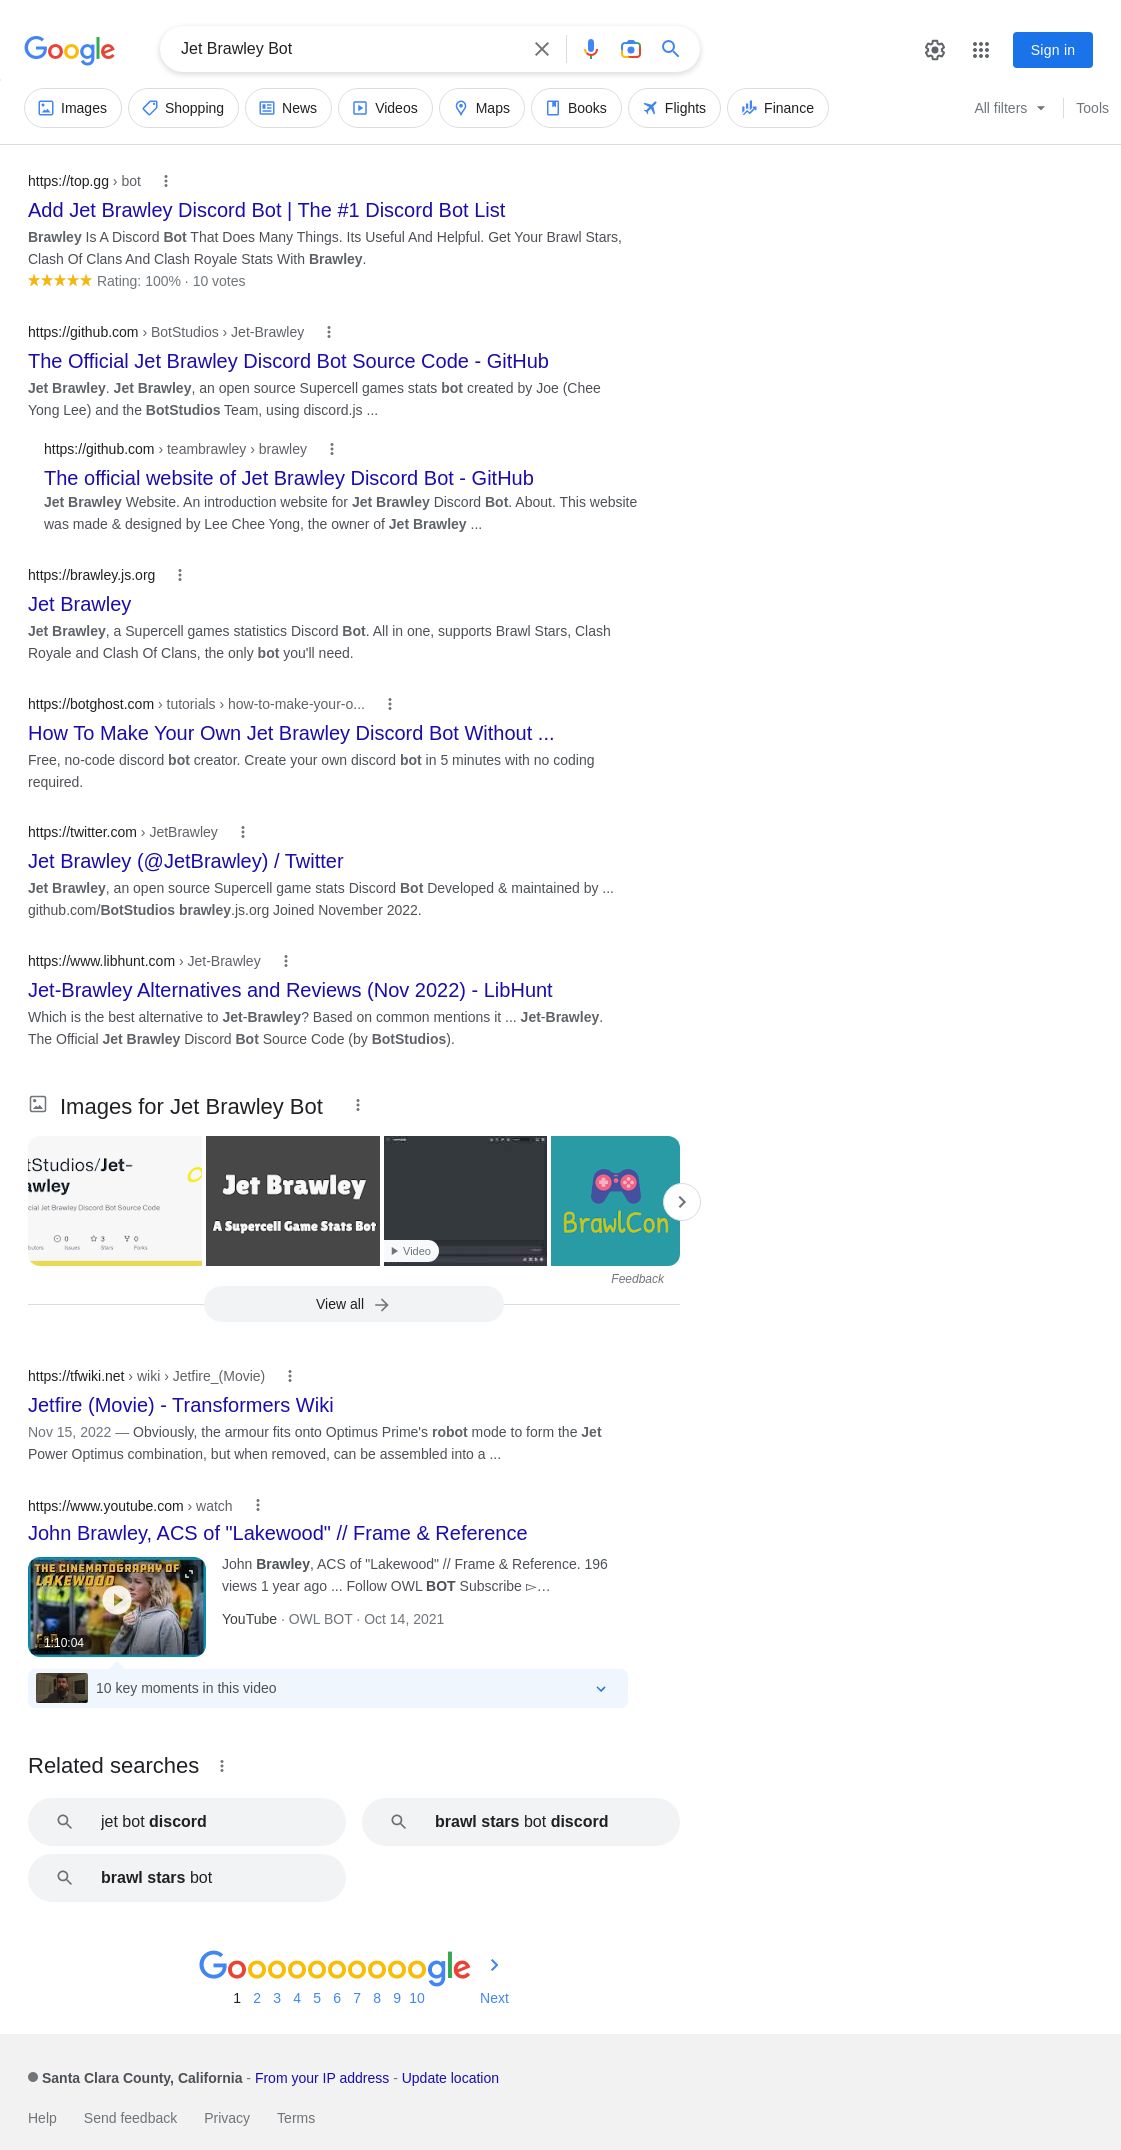 Google
Jet Brawley Bot
Sign in
Images Shopping News Videos Maps Books Flights Finance All filters Tools
https://top.gg › bot
Add Jet Brawley Discord Bot | The #1 Discord Bot List
Brawley Is A Discord Bot That Does Many Things. Its Useful And Helpful. Get Your Brawl Stars,
Clash Of Clans And Clash Royale Stats With Brawley.
Rating: 100% · 10 votes
https://github.com › BotStudios › Jet-Brawley
The Official Jet Brawley Discord Bot Source Code - GitHub
Jet Brawley. Jet Brawley, an open source Supercell games stats bot created by Joe (Chee
Yong Lee) and the BotStudios Team, using discord.js ...
https://github.com › teambrawley › brawley
The official website of Jet Brawley Discord Bot - GitHub
Jet Brawley Website. An introduction website for Jet Brawley Discord Bot. About. This website
was made & designed by Lee Chee Yong, the owner of Jet Brawley ...
https://brawley.js.org
Jet Brawley
Jet Brawley, a Supercell games statistics Discord Bot. All in one, supports Brawl Stars, Clash
Royale and Clash Of Clans, the only bot you'll need.
https://botghost.com › tutorials › how-to-make-your-o...
How To Make Your Own Jet Brawley Discord Bot Without ...
Free, no-code discord bot creator. Create your own discord bot in 5 minutes with no coding
required.
https://twitter.com › JetBrawley
Jet Brawley (@JetBrawley) / Twitter
Jet Brawley, an open source Supercell game stats Discord Bot Developed & maintained by ...
github.com/BotStudios brawley.js.org Joined November 2022.
https://www.libhunt.com › Jet-Brawley
Jet-Brawley Alternatives and Reviews (Nov 2022) - LibHunt
Which is the best alternative to Jet-Brawley? Based on common mentions it ... Jet-Brawley.
The Official Jet Brawley Discord Bot Source Code (by BotStudios).
Images for Jet Brawley Bot
tStudios/Jet-
awley
cial Jet Brawley Discord Bot Source Code
0 3 0
butors Issues Stars Forks
Jet Brawley
A Supercell Game Stats Bot
Video
BrawlCon
Feedback
View all
https://tfwiki.net › wiki › Jetfire_(Movie)
Jetfire (Movie) - Transformers Wiki
Nov 15, 2022 — Obviously, the armour fits onto Optimus Prime's robot mode to form the Jet
Power Optimus combination, but when removed, can be assembled into a ...
https://www.youtube.com › watch
John Brawley, ACS of "Lakewood" // Frame & Reference
THE CINEMATOGRAPHY OF
LAKEWOOD
1:10:04
John Brawley, ACS of "Lakewood" // Frame & Reference. 196
views 1 year ago ... Follow OWL BOT Subscribe ▻…
YouTube · OWL BOT · Oct 14, 2021
10 key moments in this video
Related searches
jet bot discord
brawl stars bot discord
brawl stars bot
Goooooooooogle
1 2 3 4 5 6 7 8 9 10 Next
Santa Clara County, California - From your IP address - Update location
Help Send feedback Privacy Terms